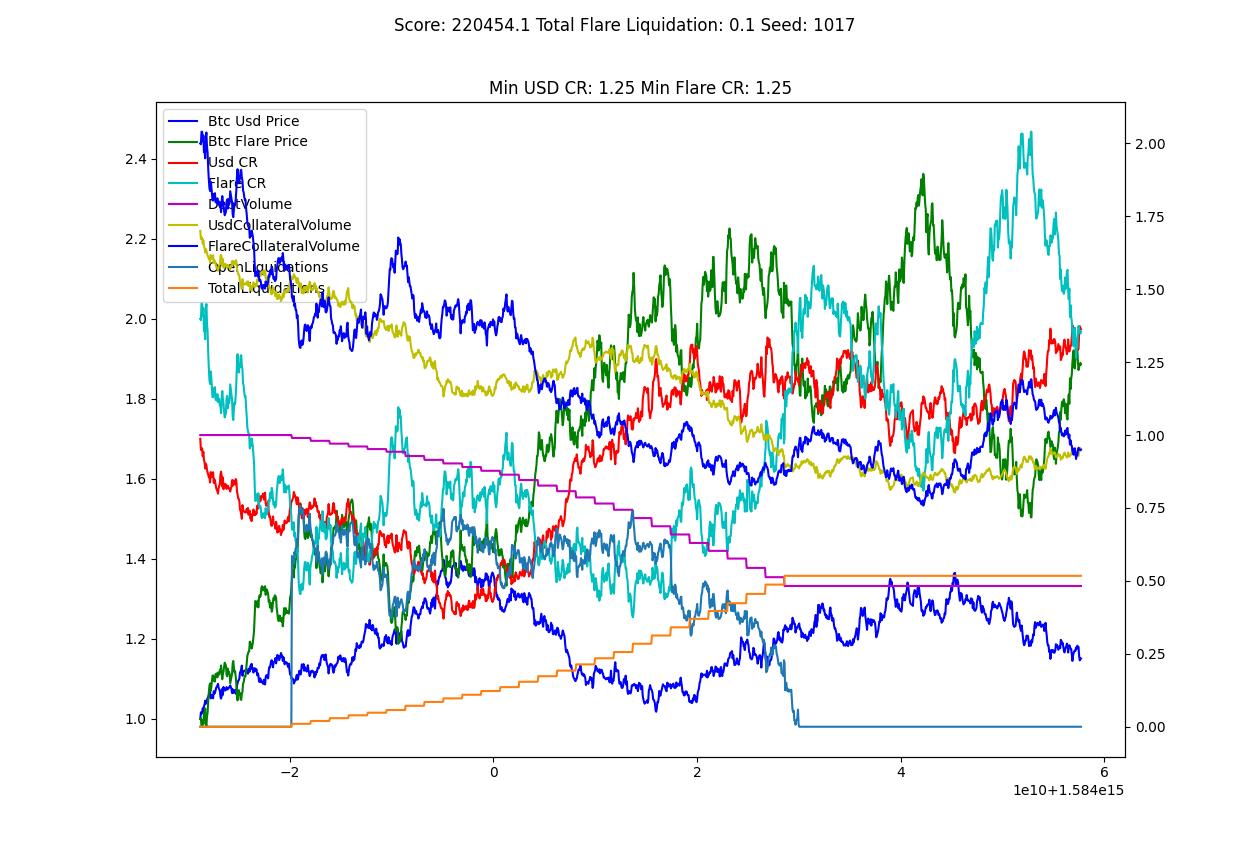 Score: 220454.1 Total Flare Liquidation: 0.1 Seed: 1017
Min USD CR: 1.25 Min Flare CR: 1.25
Btc Usd Price
Btc Flare Price
Usd CR
Flare CR
DebtVolume
UsdCollateralVolume
FlareCollateralVolume
OpenLiquidations
TotalLiquidations
2.4
2.2
2.0
1.8
1.6
1.4
1.2
1.0
2.00
1.75
1.50
1.25
1.00
0.75
0.50
0.25
0.00
−2
0
2
4
6
1e10+1.584e15